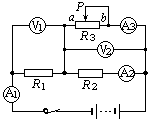 P
V₁ a b A₃
R₃
V₂
R₁ R₂ A₂
A₁